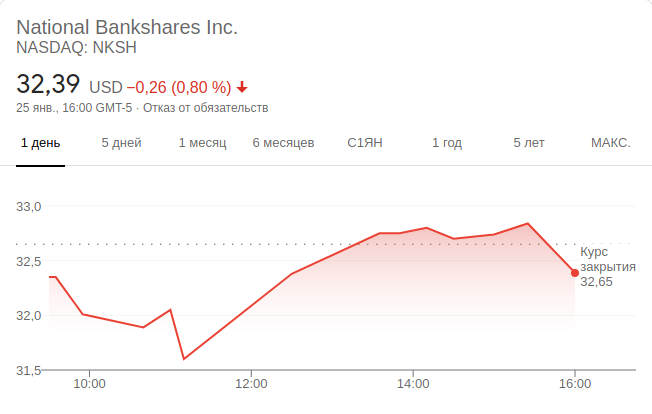 National Bankshares Inc.
NASDAQ: NKSH
32,39 USD −0,26 (0,80 %)
25 янв., 16:00 GMT-5 · Отказ от обязательств
1 день 5 дней 1 месяц 6 месяцев С1ЯН 1 год 5 лет МАКС.
33,0
32,5
32,0
31,5
Курс
закрытия
32,65
10:00 12:00 14:00 16:00